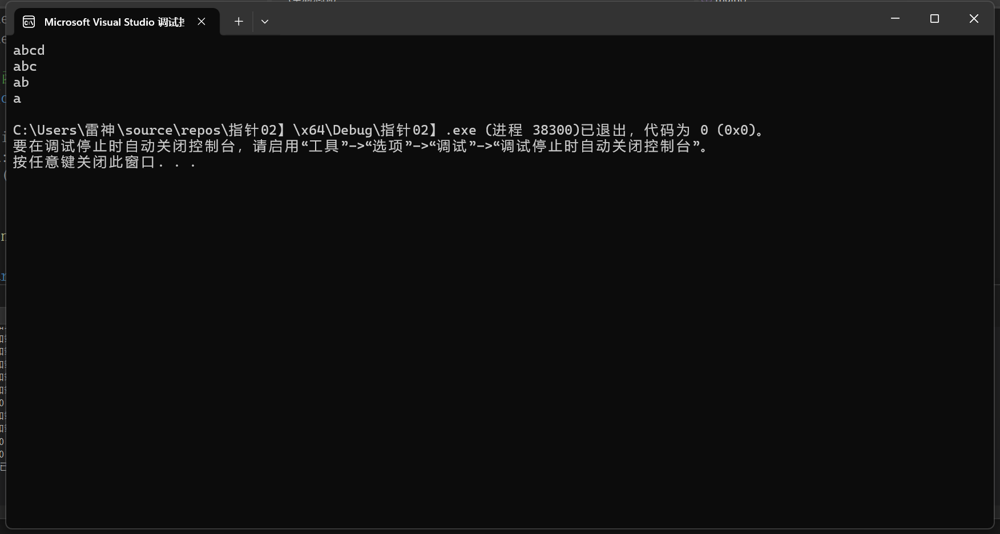 Microsoft Visual Studio 调试
abcd
abc
ab
a
C:\Users\雷神\source\repos\指针02】\x64\Debug\指针02】.exe (进程 38300)已退出，代码为 0 (0x0)。
要在调试停止时自动关闭控制台，请启用“工具”->“选项”->“调试”->“调试停止时自动关闭控制台”。
按任意键关闭此窗口. . .